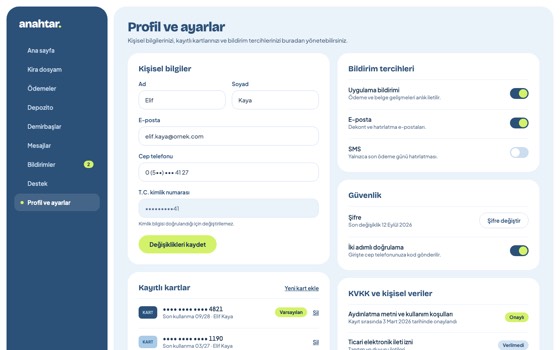 anahtar.
Ana sayfa
Kira dosyam
Ödemeler
Depozito
Demirbaşlar
Mesajlar
Bildirimler 2
Destek
Profil ve ayarlar
Profil ve ayarlar
Kişisel bilgilerinizi, kayıtlı kartlarınızı ve bildirim tercihlerinizi buradan yönetebilirsiniz.
Kişisel bilgiler
Ad
Soyad
Elif
Kaya
E-posta
elif.kaya@ornek.com
Cep telefonu
0 (5••) ••• 41 27
T.C. kimlik numarası
•••••••••41
Kimlik bilgisi doğrulandığı için değiştirilemez.
Değişiklikleri kaydet
Kayıtlı kartlar
Yeni kart ekle
KART
•••• •••• •••• 4821
Son kullanma 09/28 · Elif Kaya
Varsayılan
Sil
KART
•••• •••• •••• 1190
Son kullanma 03/27 · Elif Kaya
Sil
Bildirim tercihleri
Uygulama bildirimi
Ödeme ve belge gelişmeleri anlık iletilir.
E-posta
Dekont ve hatırlatma e-postaları.
SMS
Yalnızca son ödeme günü hatırlatması.
Güvenlik
Şifre
Son değişiklik 12 Eylül 2026
Şifre değiştir
İki adımlı doğrulama
Girişte cep telefonunuza kod gönderilir.
KVKK ve kişisel veriler
Aydınlatma metni ve kullanım koşulları
Kayıt sırasında 3 Mart 2026 tarihinde onaylandı
Onaylı
Ticari elektronik ileti izni
Verilmedi